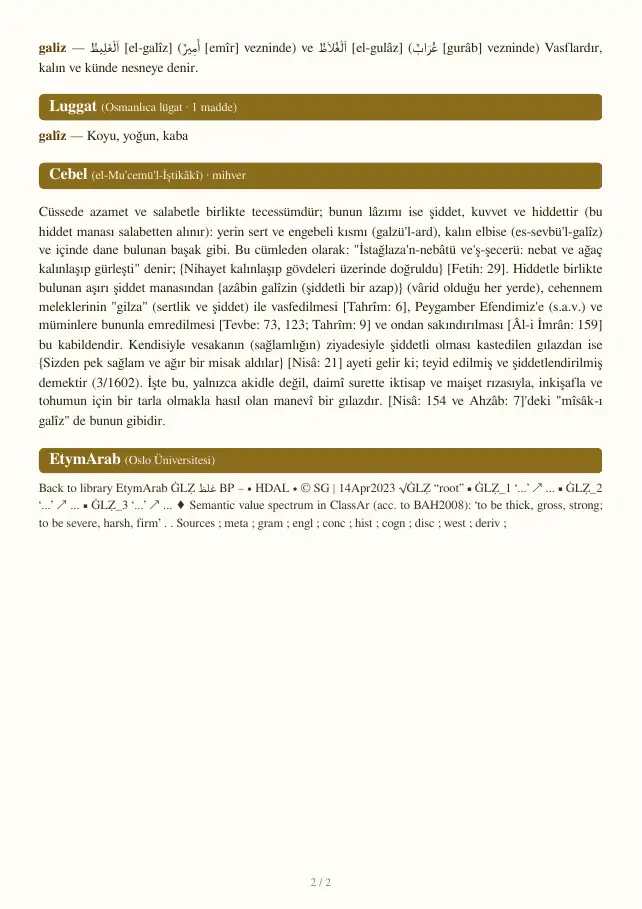 galiz — اَلْغَلِيظُ [el-galîz] (أَمِيرٌ [emîr] vezninde) ve اَلْغُلاَظُ [el-gulâz] (غُرَابٌ [gurâb] vezninde) Vasflardır,
kalın ve künde nesneye denir.
Luggat (Osmanlıca lügat · 1 madde)
galîz — Koyu, yoğun, kaba
Cebel (el-Mu'cemü'l-İştikâkî) · mihver
Cüssede azamet ve salabetle birlikte tecessümdür; bunun lâzımı ise şiddet, kuvvet ve hiddettir (bu
hiddet manası salabetten alınır): yerin sert ve engebeli kısmı (galzü'l-ard), kalın elbise (es-sevbü'l-galîz)
ve içinde dane bulunan başak gibi. Bu cümleden olarak: "İstağlaza'n-nebâtü ve'ş-şecerü: nebat ve ağaç
kalınlaşıp gürleşti" denir; {Nihayet kalınlaşıp gövdeleri üzerinde doğruldu} [Fetih: 29]. Hiddetle birlikte
bulunan aşırı şiddet manasından {azâbin galîzin (şiddetli bir azap)} (vârid olduğu her yerde), cehennem
meleklerinin "gilza" (sertlik ve şiddet) ile vasfedilmesi [Tahrîm: 6], Peygamber Efendimiz'e (s.a.v.) ve
müminlere bununla emredilmesi [Tevbe: 73, 123; Tahrîm: 9] ve ondan sakındırılması [Âl-i İmrân: 159]
bu kabildendir. Kendisiyle vesakanın (sağlamlığın) ziyadesiyle şiddetli olması kastedilen gılazdan ise
{Sizden pek sağlam ve ağır bir misak aldılar} [Nisâ: 21] ayeti gelir ki; teyid edilmiş ve şiddetlendirilmiş
demektir (3/1602). İşte bu, yalnızca akidle değil, daimî surette iktisap ve maişet rızasıyla, inkişafla ve
tohumun için bir tarla olmakla hasıl olan manevî bir gılazdır. [Nisâ: 154 ve Ahzâb: 7]'deki "mîsâk-ı
galîz" de bunun gibidir.
EtymArab (Oslo Üniversitesi)
Back to library EtymArab ĠLẒ غلظ BP – • HDAL • © SG | 14Apr2023 √ĠLẒ “root” ▪ ĠLẒ_1 ‘...’ ↗ ... ▪ ĠLẒ_2
‘...’ ↗ ... ▪ ĠLẒ_3 ‘...’ ↗ ... ♦ Semantic value spectrum in ClassAr (acc. to BAH2008): ‘to be thick, gross, strong;
to be severe, harsh, firm’ . . Sources ; meta ; gram ; engl ; conc ; hist ; cogn ; disc ; west ; deriv ;
2 / 2